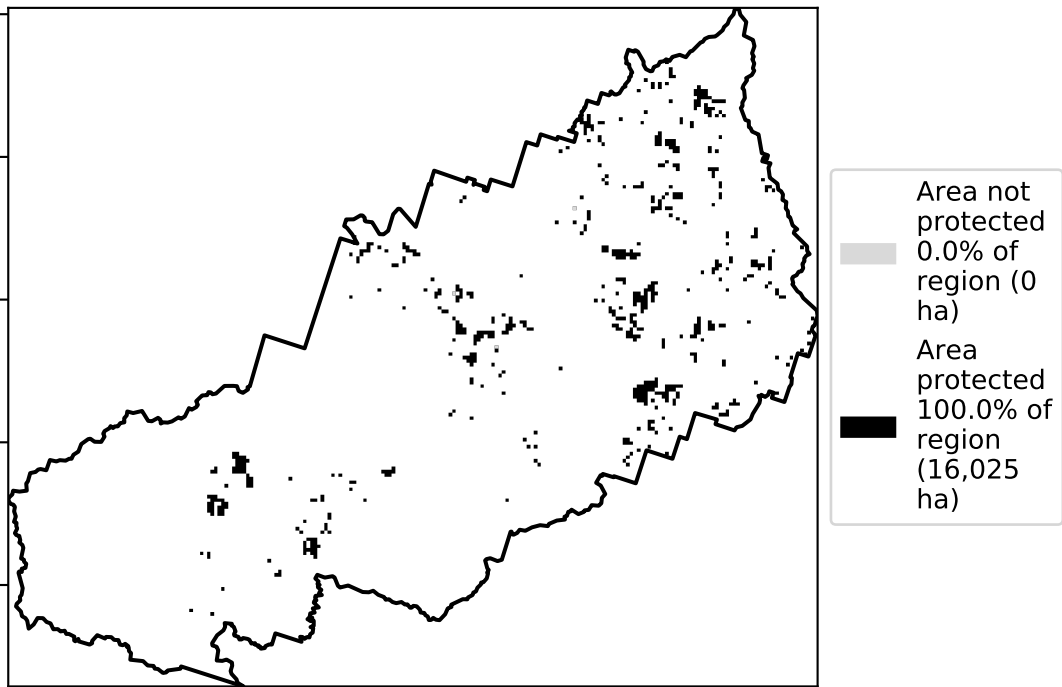 Area not
protected
0.0% of
region (0
ha)
Area
protected
100.0% of
region
(16,025
ha)